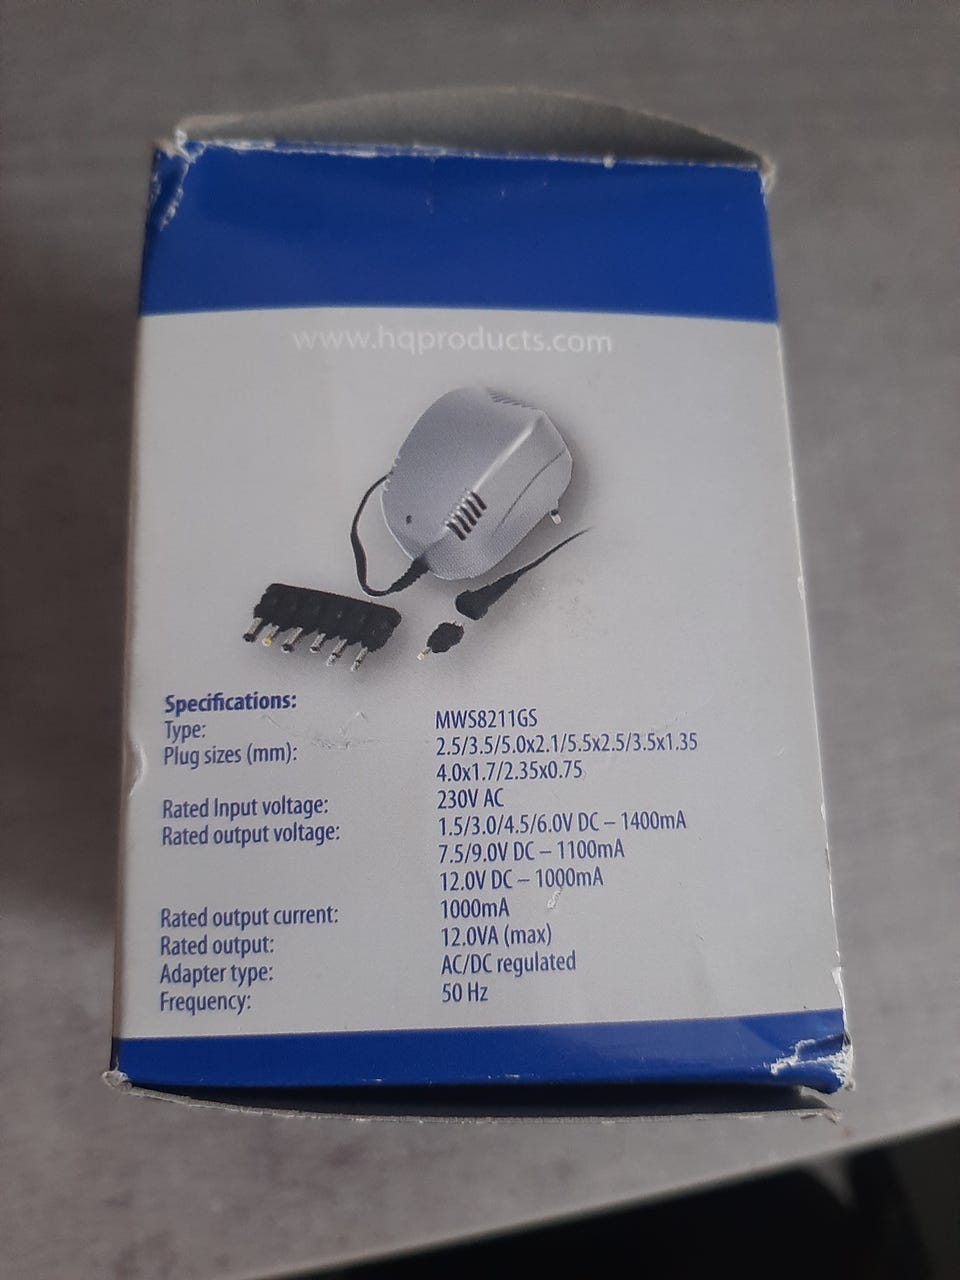 www.hqproducts.com
Specifications:
Type: MWS8211GS
Plug sizes (mm): 2.5/3.5/5.0x2.1/5.5x2.5/3.5x1.35
4.0x1.7/2.35x0.75
Rated Input voltage: 230V AC
Rated output voltage: 1.5/3.0/4.5/6.0V DC – 1400mA
7.5/9.0V DC – 1100mA
12.0V DC – 1000mA
Rated output current: 1000mA
Rated output: 12.0VA (max)
Adapter type: AC/DC regulated
Frequency: 50 Hz